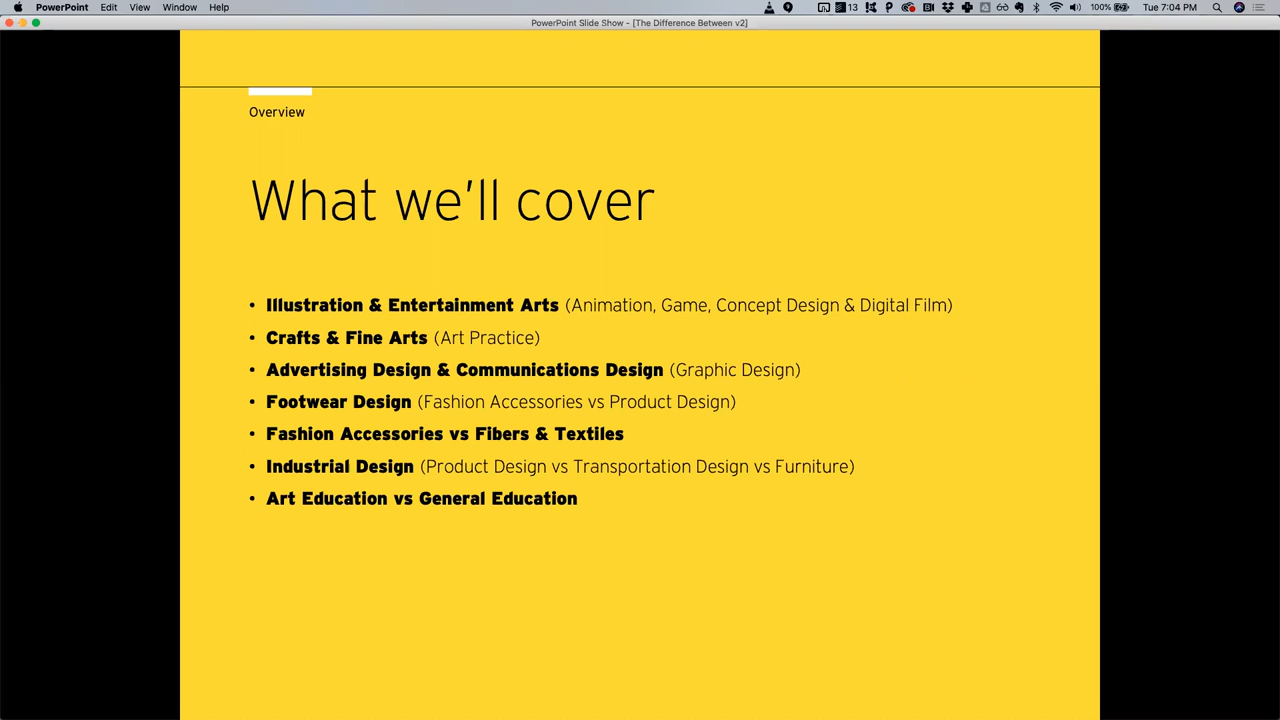 PowerPoint Edit View Window Help 13 100% Tue 7:04 PM
PowerPoint Slide Show - [The Difference Between v2]
Overview
What we'll cover
• Illustration & Entertainment Arts (Animation, Game, Concept Design & Digital Film)
• Crafts & Fine Arts (Art Practice)
• Advertising Design & Communications Design (Graphic Design)
• Footwear Design (Fashion Accessories vs Product Design)
• Fashion Accessories vs Fibers & Textiles
• Industrial Design (Product Design vs Transportation Design vs Furniture)
• Art Education vs General Education